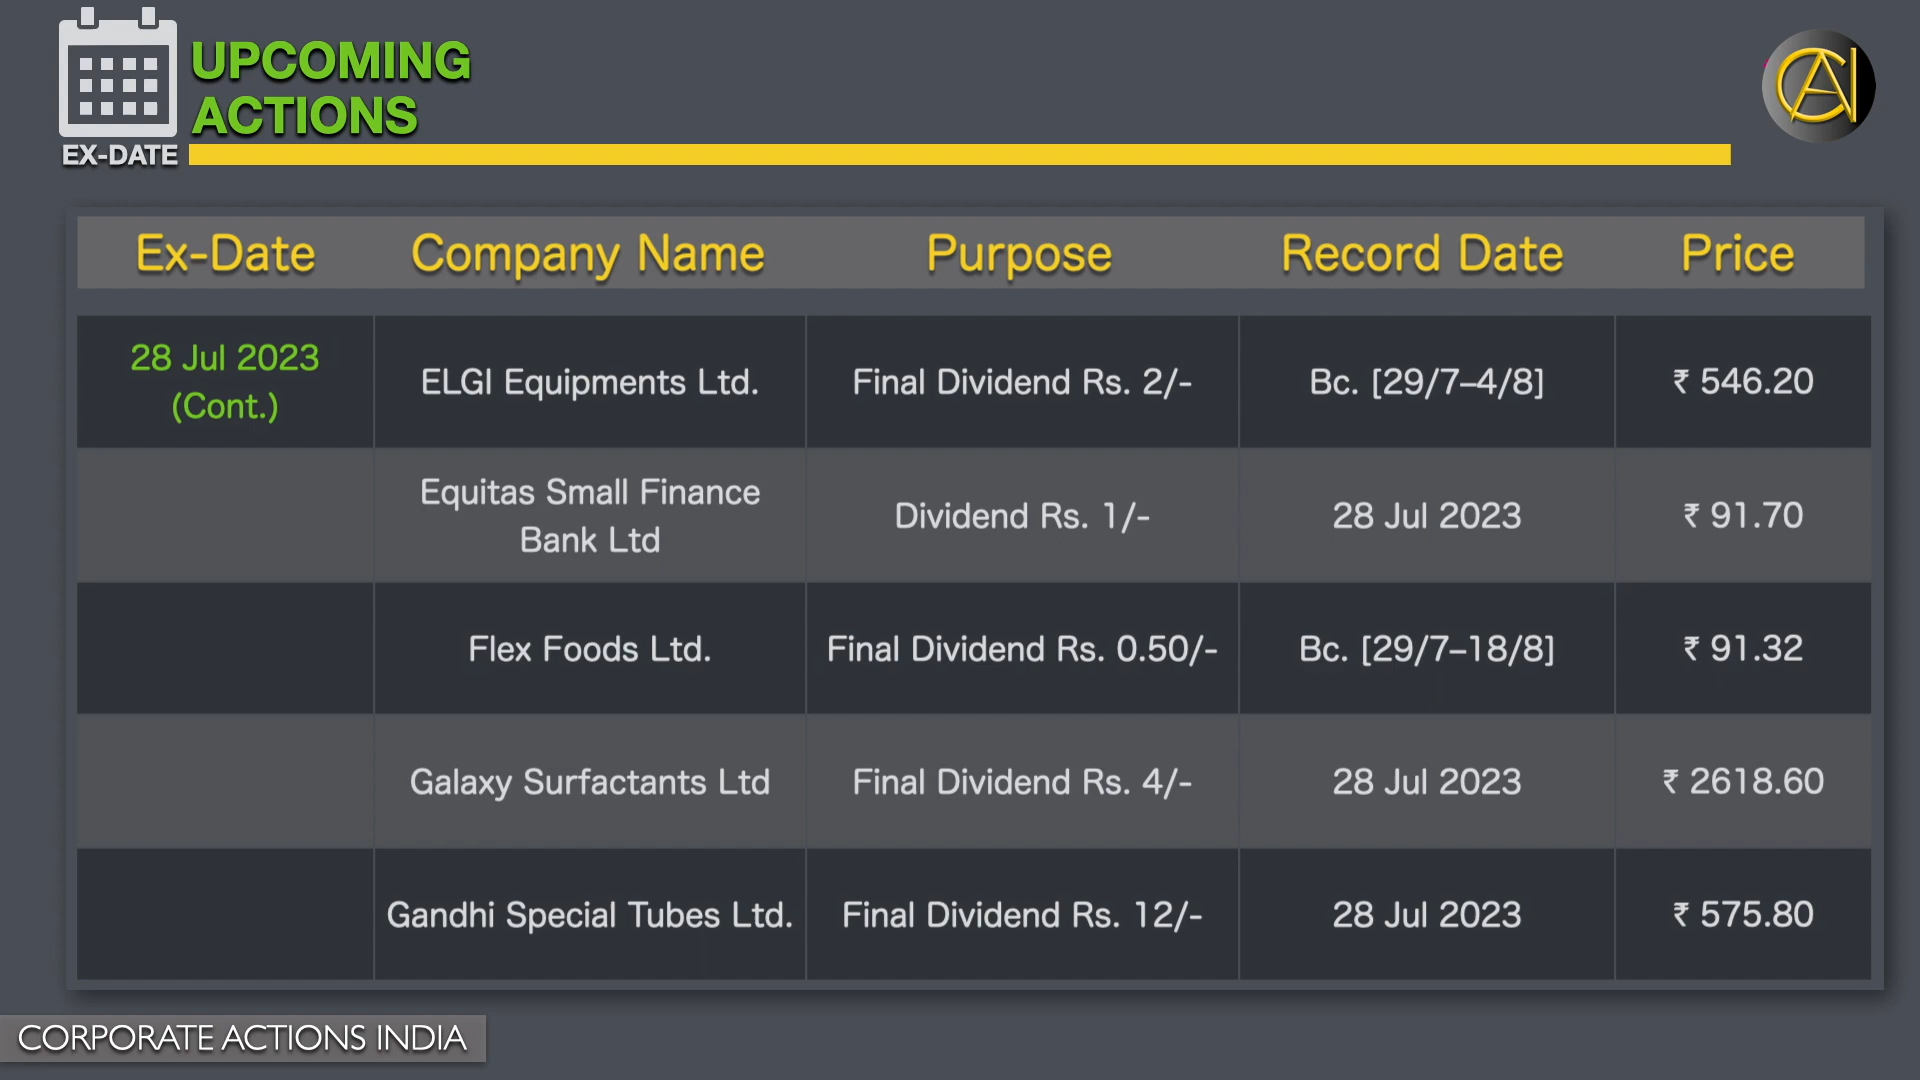 UPCOMING
ACTIONS
EX-DATE
CAI
Ex-Date Company Name Purpose Record Date Price
28 Jul 2023
(Cont.)
ELGI Equipments Ltd. Final Dividend Rs. 2/- Bc. [29/7–4/8] ₹ 546.20
Equitas Small Finance
Bank Ltd
Dividend Rs. 1/- 28 Jul 2023 ₹ 91.70
Flex Foods Ltd. Final Dividend Rs. 0.50/- Bc. [29/7–18/8] ₹ 91.32
Galaxy Surfactants Ltd Final Dividend Rs. 4/- 28 Jul 2023 ₹ 2618.60
Gandhi Special Tubes Ltd. Final Dividend Rs. 12/- 28 Jul 2023 ₹ 575.80
CORPORATE ACTIONS INDIA